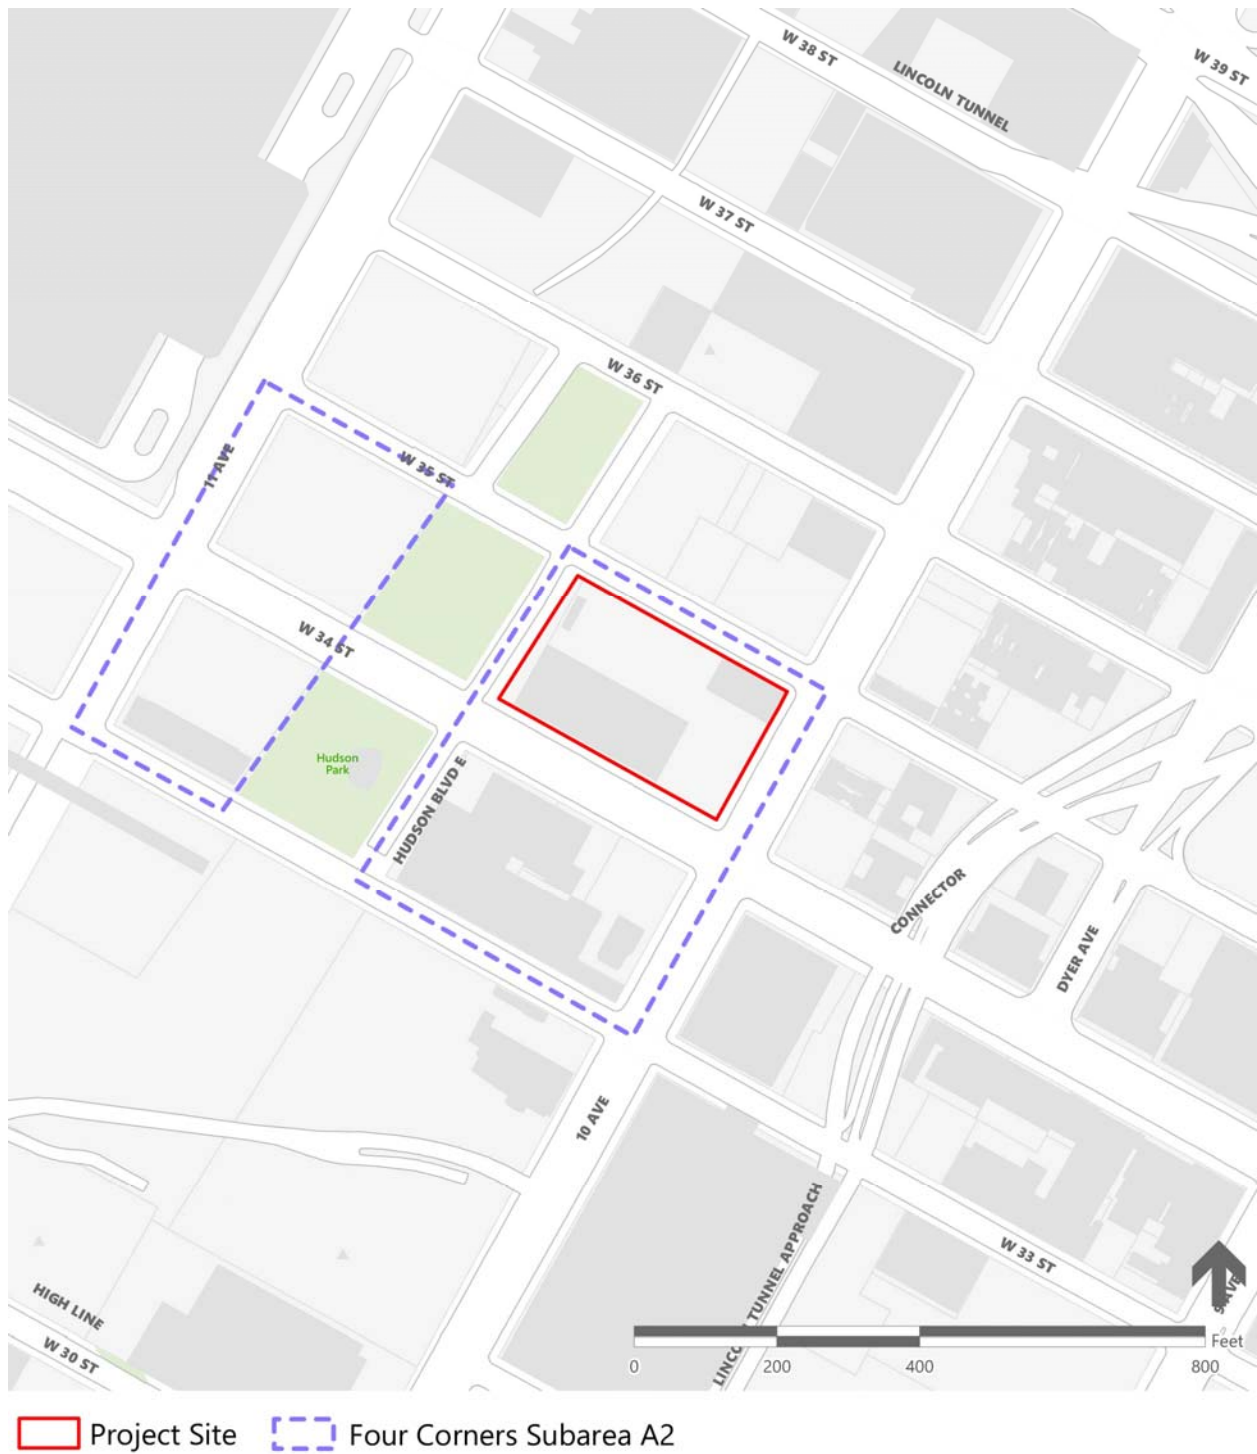 W 38 ST
LINCOLN TUNNEL
W 39 ST
W 37 ST
W 36 ST
11 AVE
W 35 ST
W 34 ST
Hudson
Park
HUDSON BLVD E
CONNECTOR
DYER AVE
10 AVE
TUNNEL APPROACH
W 33 ST
HIGH LINE
W 30 ST
Feet
0 200 400 800
Project Site Four Corners Subarea A2